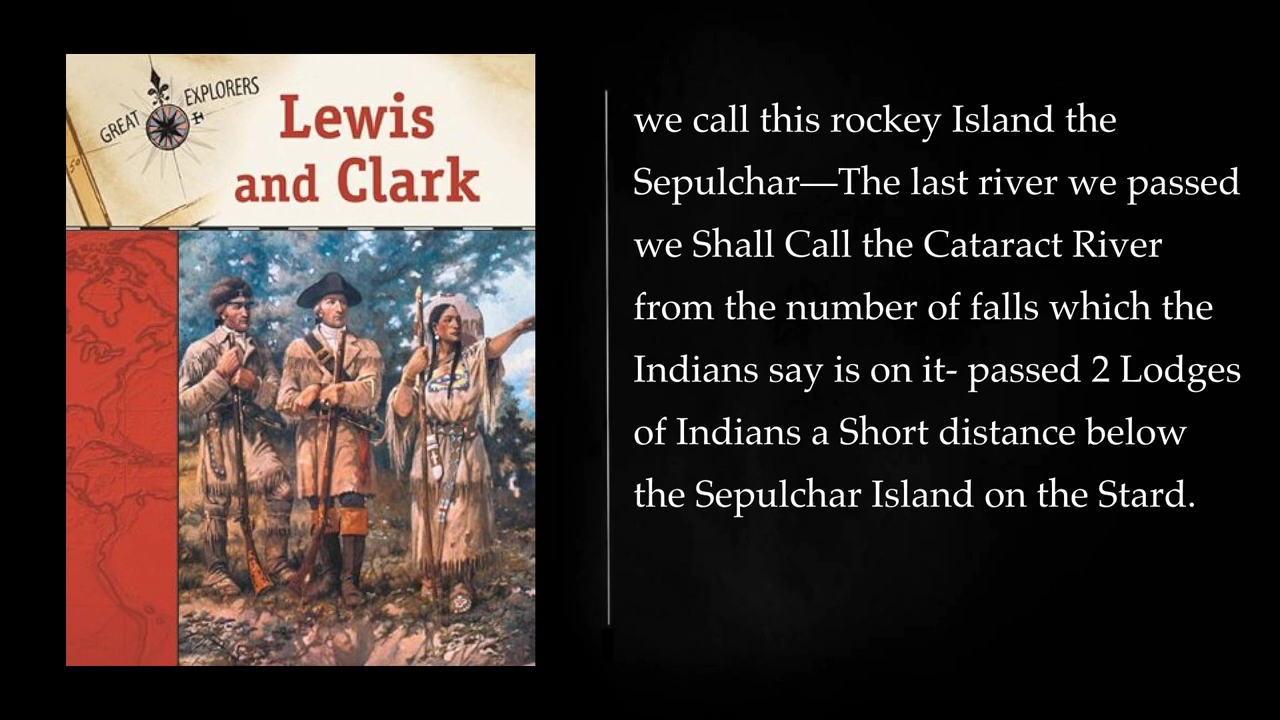 GREAT EXPLORERS
Lewis
and Clark
50
we call this rockey Island the
Sepulchar—The last river we passed
we Shall Call the Cataract River
from the number of falls which the
Indians say is on it- passed 2 Lodges
of Indians a Short distance below
the Sepulchar Island on the Stard.